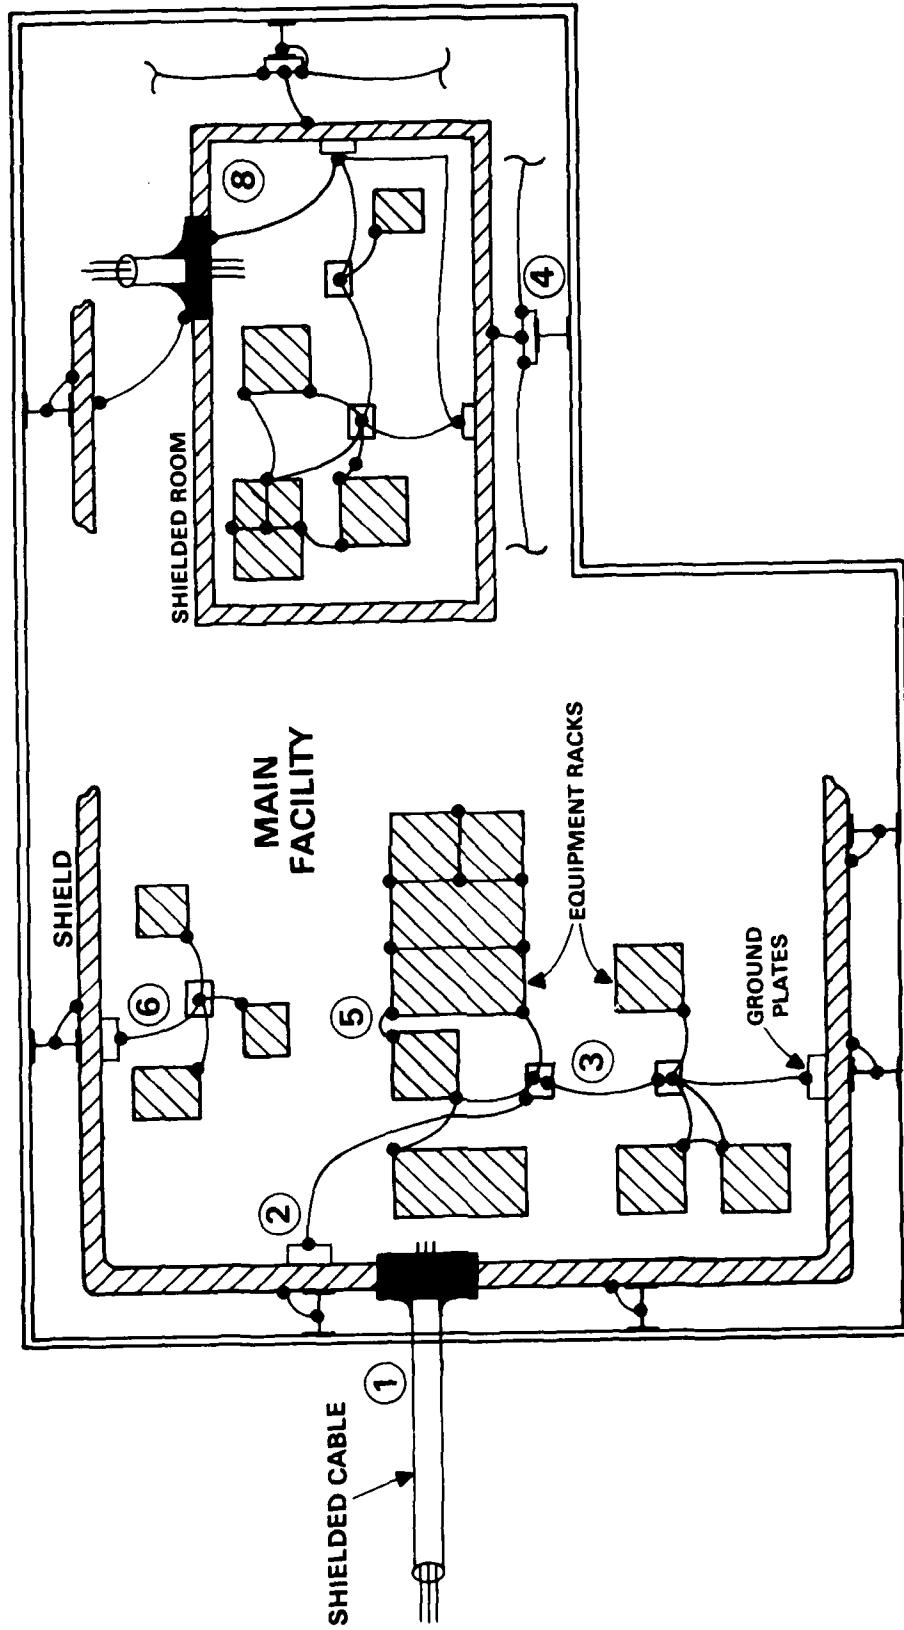 SHIELD
6
SHIELDED ROOM
8
MAIN
FACILITY
2
SHIELDED CABLE
1
5
4
EQUIPMENT RACKS
3
GROUND
PLATES